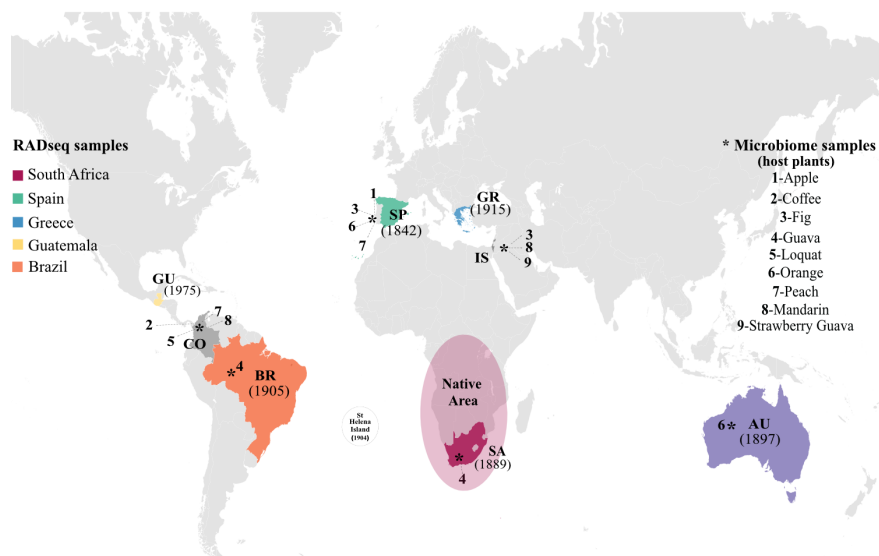 RADseq samples
South Africa
Spain
Greece
Guatemala
Brazil
* Microbiome samples
(host plants)
1-Apple
2-Coffee
3-Fig
4-Guava
5-Loquat
6-Orange
7-Peach
8-Mandarin
9-Strawberry Guava
1
3
*
6
7
SP
(1842)
GR
(1915)
IS
*
3
8
9
GU
(1975)
2
7
*
8
5
CO
*4
BR
(1905)
St
Helena
Island
(1904)
Native
Area
SA
(1889)
*
4
6*
AU
(1897)